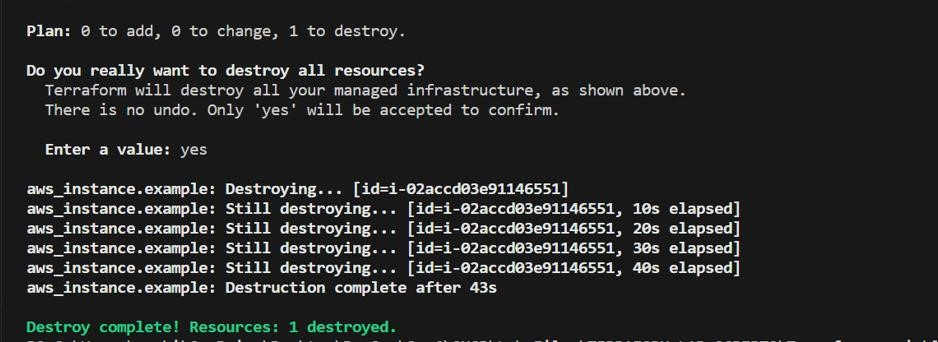 Plan: 0 to add, 0 to change, 1 to destroy.
Do you really want to destroy all resources?
Terraform will destroy all your managed infrastructure, as shown above.
There is no undo. Only 'yes' will be accepted to confirm.
Enter a value: yes
aws_instance.example: Destroying... [id=i-02accd03e91146551]
aws_instance.example: Still destroying... [id=i-02accd03e91146551, 10s elapsed]
aws_instance.example: Still destroying... [id=i-02accd03e91146551, 20s elapsed]
aws_instance.example: Still destroying... [id=i-02accd03e91146551, 30s elapsed]
aws_instance.example: Still destroying... [id=i-02accd03e91146551, 40s elapsed]
aws_instance.example: Destruction complete after 43s
Destroy complete! Resources: 1 destroyed.